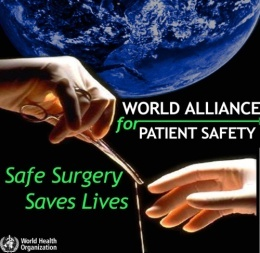 WORLD ALLIANCE
for PATIENT SAFETY
Safe Surgery
Saves Lives
World Health
Organization